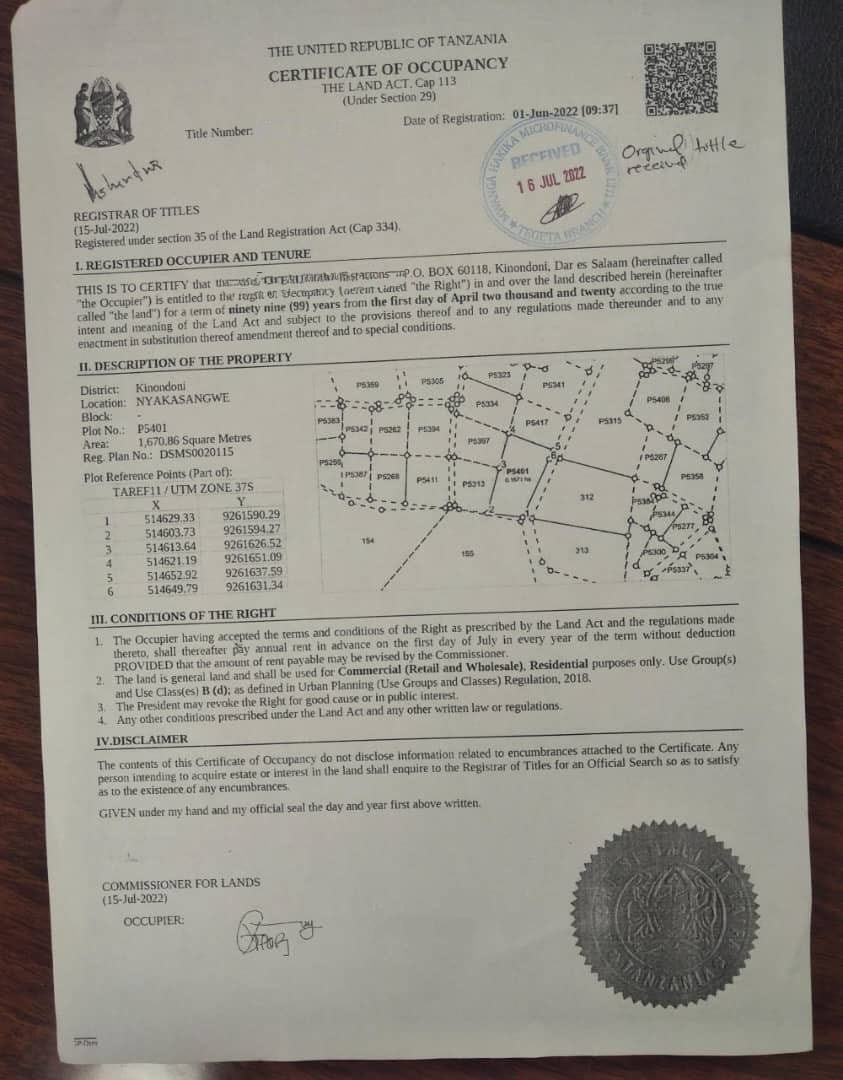 THE UNITED REPUBLIC OF TANZANIA
CERTIFICATE OF OCCUPANCY
THE LAND ACT, Cap 113
(Under Section 29)
Title Number:
Date of Registration: 01-Jun-2022 [09:37]
MWANGA HAKIKA MICROFINANCE BANK LTD
RECEIVED
16 JUL 2022
TEGETA BRANCH
Orginal tittle
received
REGISTRAR OF TITLES
(15-Jul-2022)
Registered under section 35 of the Land Registration Act (Cap 334).
I. REGISTERED OCCUPIER AND TENURE
THIS IS TO CERTIFY that P.O. BOX 60118, Kinondoni, Dar es Salaam (hereinafter called
"the Occupier") is entitled to the "the Right") in and over the land described herein (hereinafter
called "the land") for a term of ninety nine (99) years from the first day of April two thousand and twenty according to the true
intent and meaning of the Land Act and subject to the provisions thereof and to any regulations made thereunder and to any
enactment in substitution thereof amendment thereof and to special conditions.
II. DESCRIPTION OF THE PROPERTY
District: Kinondoni
Location: NYAKASANGWE
Block: -
Plot No.: P5401
Area: 1,670.86 Square Metres
Reg. Plan No.: DSMS0020115
Plot Reference Points (Part of):
TAREF11 / UTM ZONE 37S
X Y
1 514629.33 9261590.29
2 514603.73 9261594.27
3 514613.64 9261626.52
4 514621.19 9261651.09
5 514652.92 9261637.59
6 514649.79 9261631.34
P5359 P5305 P5323 P5341 P5297
P5334 P5408
P5383 P5342 P5262 P5394 P5417 P5315 P5352
P5397
P5267
P5387 P5268 P5411 P5313 P5401 P5358
312
P5344
P5277
154 155 313 P5300 P5304
P5337
III. CONDITIONS OF THE RIGHT
1. The Occupier having accepted the terms and conditions of the Right as prescribed by the Land Act and the regulations made
thereto, shall thereafter pay annual rent in advance on the first day of July in every year of the term without deduction
PROVIDED that the amount of rent payable may be revised by the Commissioner.
2. The land is general land and shall be used for Commercial (Retail and Wholesale), Residential purposes only. Use Group(s)
and Use Class(es) B (d); as defined in Urban Planning (Use Groups and Classes) Regulation, 2018.
3. The President may revoke the Right for good cause or in public interest.
4. Any other conditions prescribed under the Land Act and any other written law or regulations.
IV.DISCLAIMER
The contents of this Certificate of Occupancy do not disclose information related to encumbrances attached to the Certificate. Any
person intending to acquire estate or interest in the land shall enquire to the Registrar of Titles for an Official Search so as to satisfy
as to the existence of any encumbrances.
GIVEN under my hand and my official seal the day and year first above written.
COMMISSIONER FOR LANDS
(15-Jul-2022)
OCCUPIER:
TANZANIA